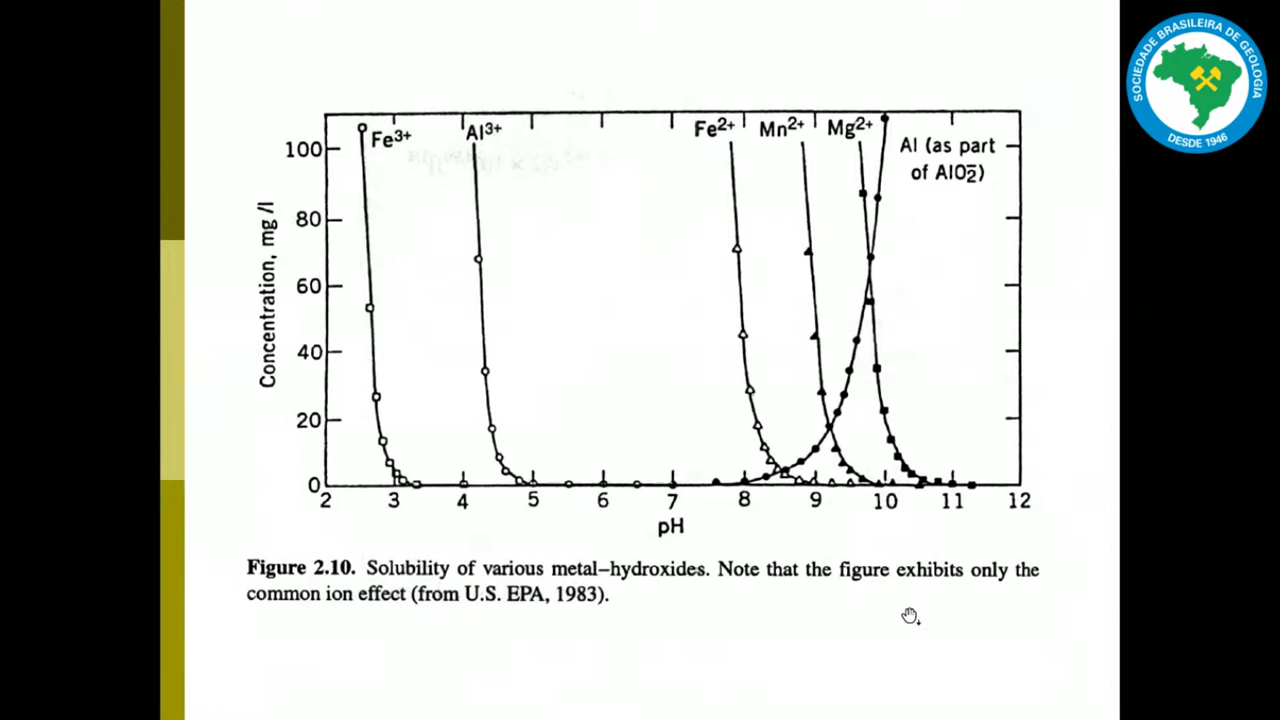 SOCIEDADE BRASILEIRA DE GEOLOGIA
DESDE 1946
Fe3+
Al3+
Fe2+
Mn2+
Mg2+
Al (as part
of AlO2̅)
100
80
60
40
20
0
Concentration, mg /l
2 3 4 5 6 7 8 9 10 11 12
pH
Figure 2.10. Solubility of various metal–hydroxides. Note that the figure exhibits only the
common ion effect (from U.S. EPA, 1983).